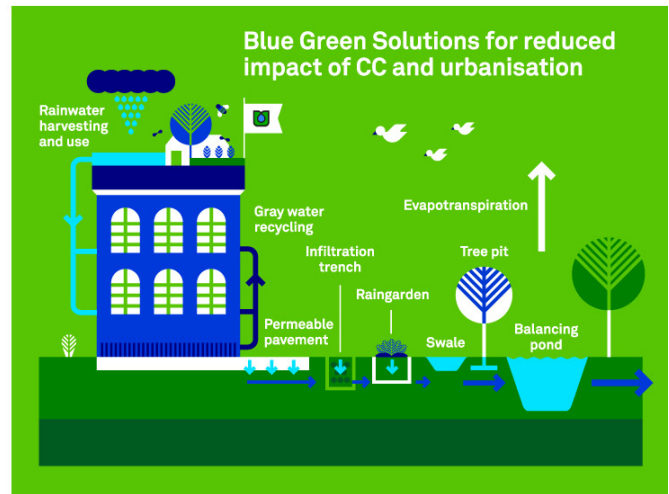 Blue Green Solutions for reduced
impact of CC and urbanisation
Rainwater
harvesting
and use
Gray water
recycling
Evapotranspiration
Infiltration
trench
Tree pit
Raingarden
Permeable
pavement
Swale
Balancing
pond